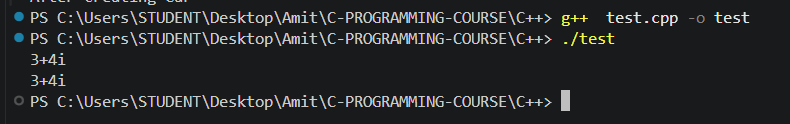 PS C:\Users\STUDENT\Desktop\Amit\C-PROGRAMMING-COURSE\C++> g++  test.cpp -o test
PS C:\Users\STUDENT\Desktop\Amit\C-PROGRAMMING-COURSE\C++> ./test
3+4i
3+4i
PS C:\Users\STUDENT\Desktop\Amit\C-PROGRAMMING-COURSE\C++>